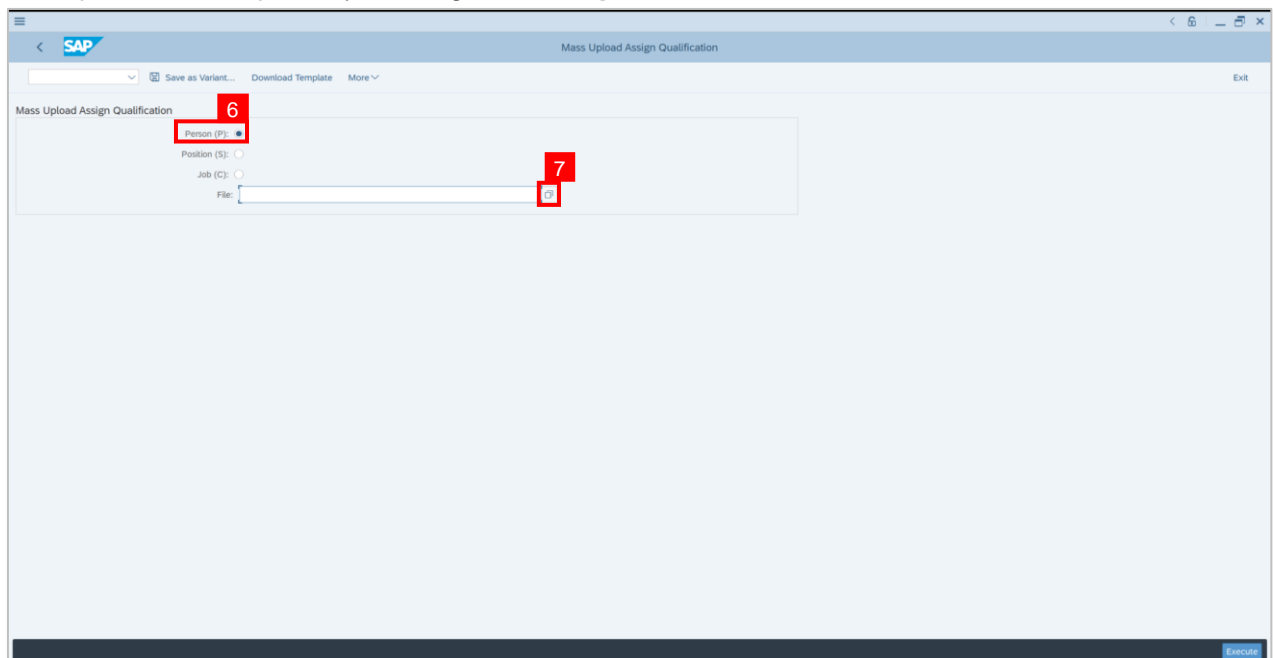 SAP
Mass Upload Assign Qualification
Save as Variant... Download Template More Exit
Mass Upload Assign Qualification
6
Person (P):
Position (S):
7
Job (C):
File:
Execute